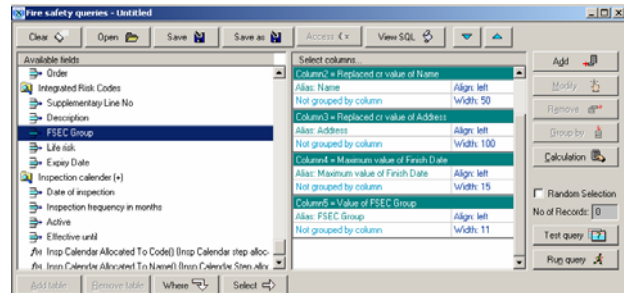 Fire safety queries - Untitled
Clear Open Save Save as Access View SQL
Available fields
Order
Integrated Risk Codes
Supplementary Line No
Description
FSEC Group
Life risk
Expiry Date
Inspection calender (+)
Date of inspection
Inspection frequency in months
Active
Effective until
Insp Calendar Allocated To Code() (Insp Calendar step alloc-
Insp Calendar Allocated To Name() (Insp Calendar Step alloc
Select columns...
Column2 = Replaced cr value of Name
Alias: Name Align: left
Not grouped by column Width: 50
Column3 = Replaced cr value of Address
Alias: Address Align: left
Not grouped by column Width: 100
Column4 = Maximum value of Finish Date
Alias: Maximum value of Finish Date Align: left
Not grouped by column Width: 15
Column5 = Value of FSEC Group
Alias: FSEC Group Align: left
Not grouped by column Width: 11
Add
Modify
Remove
Group by
Calculation
Random Selection
No of Records: 0
Test query
Run query
Add table Remove table Where Select